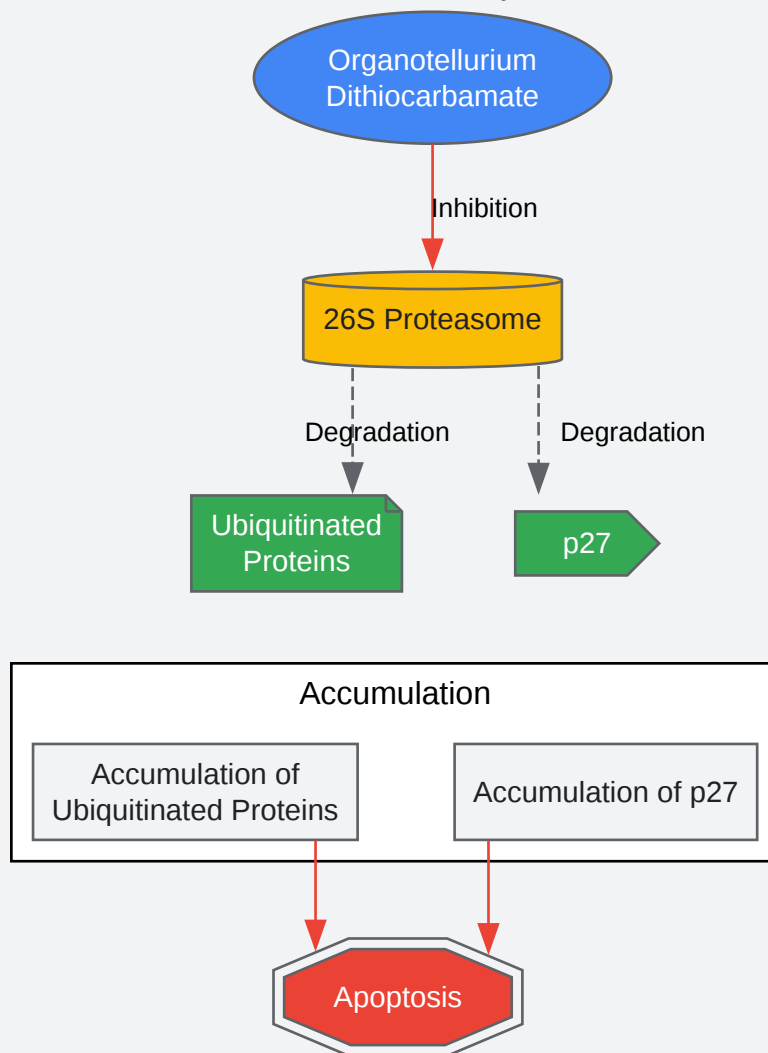 Organotellurium
Dithiocarbamate
Inhibition
26S Proteasome
Degradation
Degradation
Ubiquitinated
Proteins
p27
Accumulation
Accumulation of
Ubiquitinated Proteins
Accumulation of p27
Apoptosis